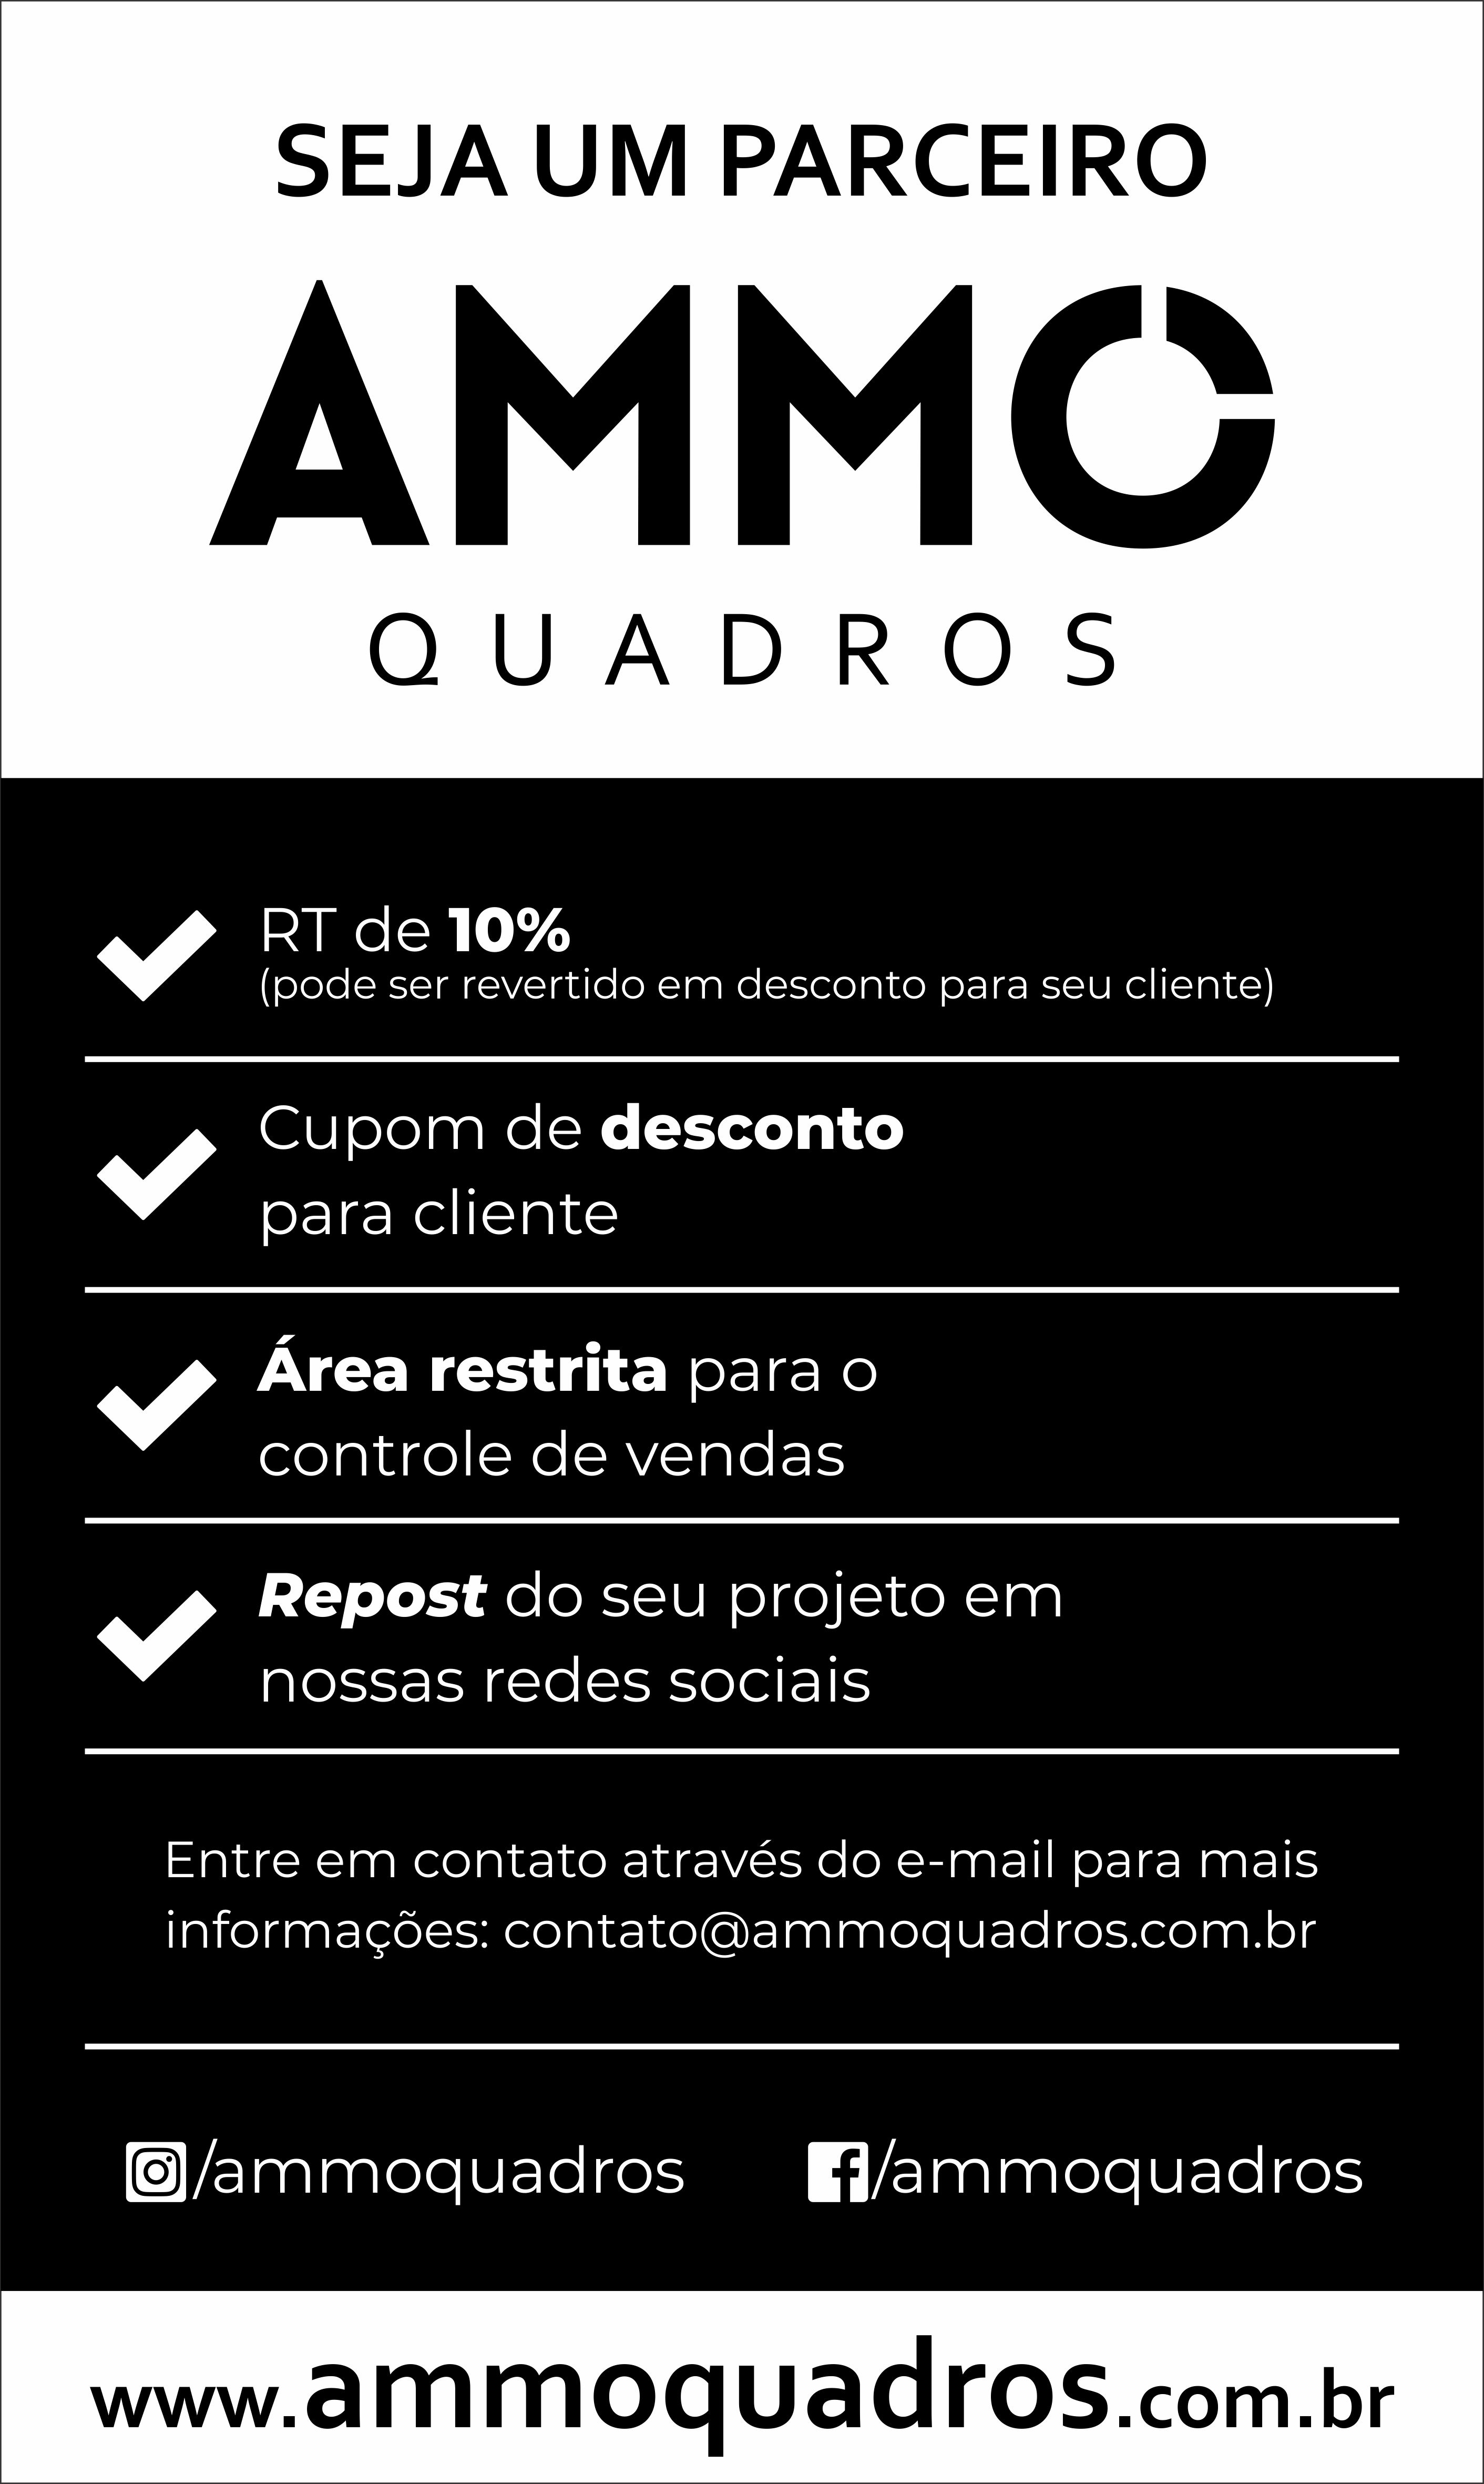 SEJA UM PARCEIRO
AMMO
QUADROS
RT de 10%
(pode ser revertido em desconto para seu cliente)
Cupom de desconto
para cliente
Área restrita para o
controle de vendas
Repost do seu projeto em
nossas redes sociais
Entre em contato através do e-mail para mais
informações: contato@ammoquadros.com.br
/ammoquadros
/ammoquadros
www.ammoquadros.com.br